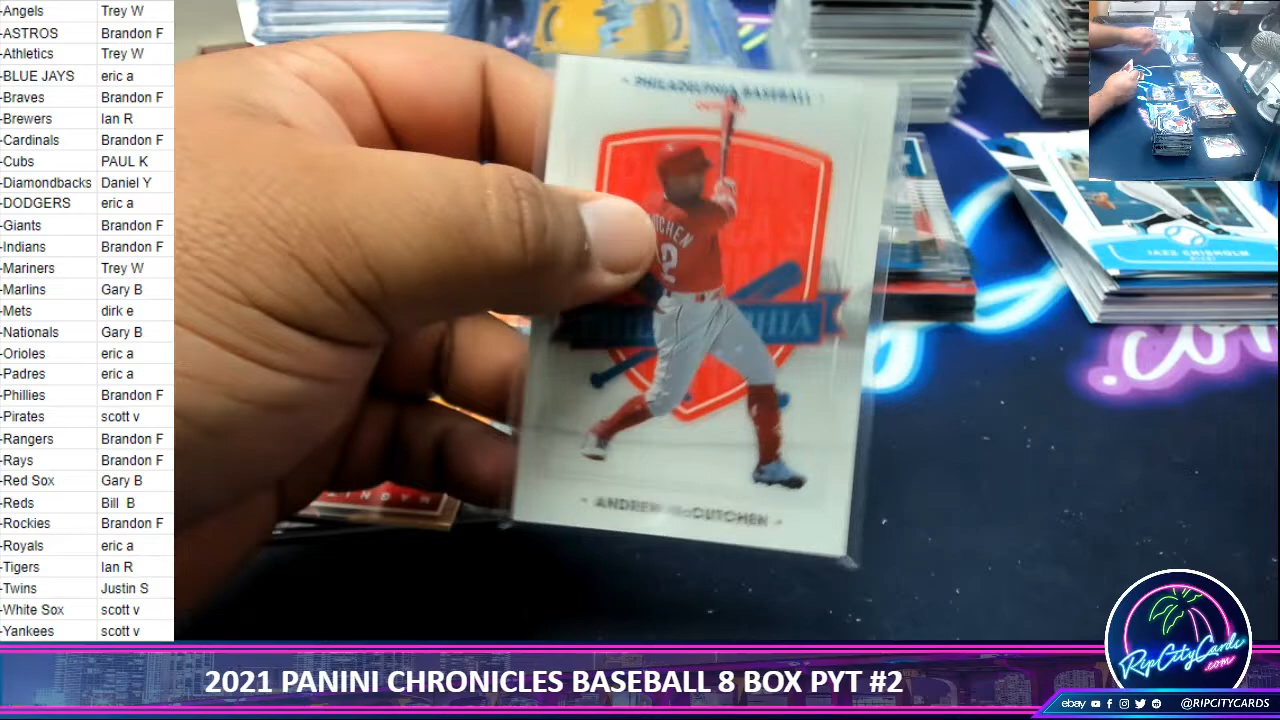 -Angels Trey W
-ASTROS Brandon F
-Athletics Trey W
-BLUE JAYS eric a
-Braves Brandon F
-Brewers Ian R
-Cardinals Brandon F
-Cubs PAUL K
-Diamondbacks Daniel Y
-DODGERS eric a
-Giants Brandon F
-Indians Brandon F
-Mariners Trey W
-Marlins Gary B
-Mets dirk e
-Nationals Gary B
-Orioles eric a
-Padres eric a
-Phillies Brandon F
-Pirates scott v
-Rangers Brandon F
-Rays Brandon F
-Red Sox Gary B
-Reds Bill B
-Rockies Brandon F
-Royals eric a
-Tigers Ian R
-Twins Justin S
-White Sox scott v
-Yankees scott v
~ PHILADELPHIA BASEBALL
- ANDREW McCUTCHEN -
JAZZ CHISHOLM
.com
2021 PANINI CHRONICLES BASEBALL 8 BOX PYT #2
RipCityCards
.com
ebay @RIPCITYCARDS